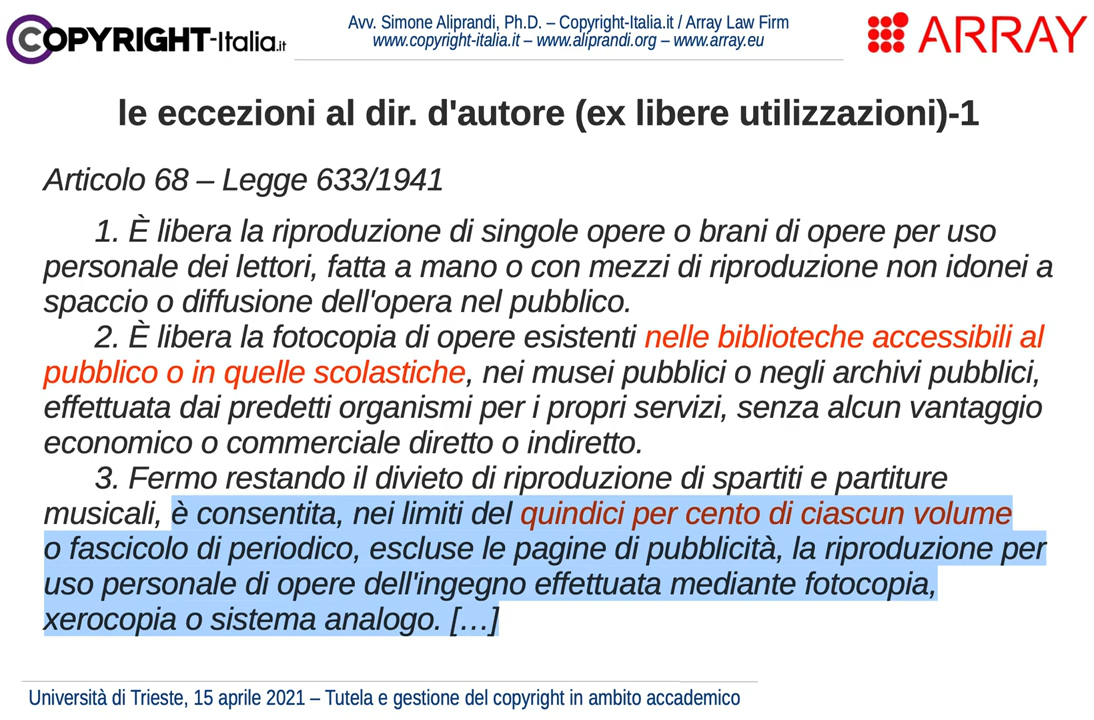 COPYRIGHT-Italia.it
Avv. Simone Aliprandi, Ph.D. – Copyright-Italia.it / Array Law Firm
www.copyright-italia.it – www.aliprandi.org – www.array.eu
ARRAY
le eccezioni al dir. d'autore (ex libere utilizzazioni)-1
Articolo 68 – Legge 633/1941
1. È libera la riproduzione di singole opere o brani di opere per uso
personale dei lettori, fatta a mano o con mezzi di riproduzione non idonei a
spaccio o diffusione dell'opera nel pubblico.
2. È libera la fotocopia di opere esistenti nelle biblioteche accessibili al
pubblico o in quelle scolastiche, nei musei pubblici o negli archivi pubblici,
effettuata dai predetti organismi per i propri servizi, senza alcun vantaggio
economico o commerciale diretto o indiretto.
3. Fermo restando il divieto di riproduzione di spartiti e partiture
musicali, è consentita, nei limiti del quindici per cento di ciascun volume
o fascicolo di periodico, escluse le pagine di pubblicità, la riproduzione per
uso personale di opere dell'ingegno effettuata mediante fotocopia,
xerocopia o sistema analogo. […]
Università di Trieste, 15 aprile 2021 – Tutela e gestione del copyright in ambito accademico